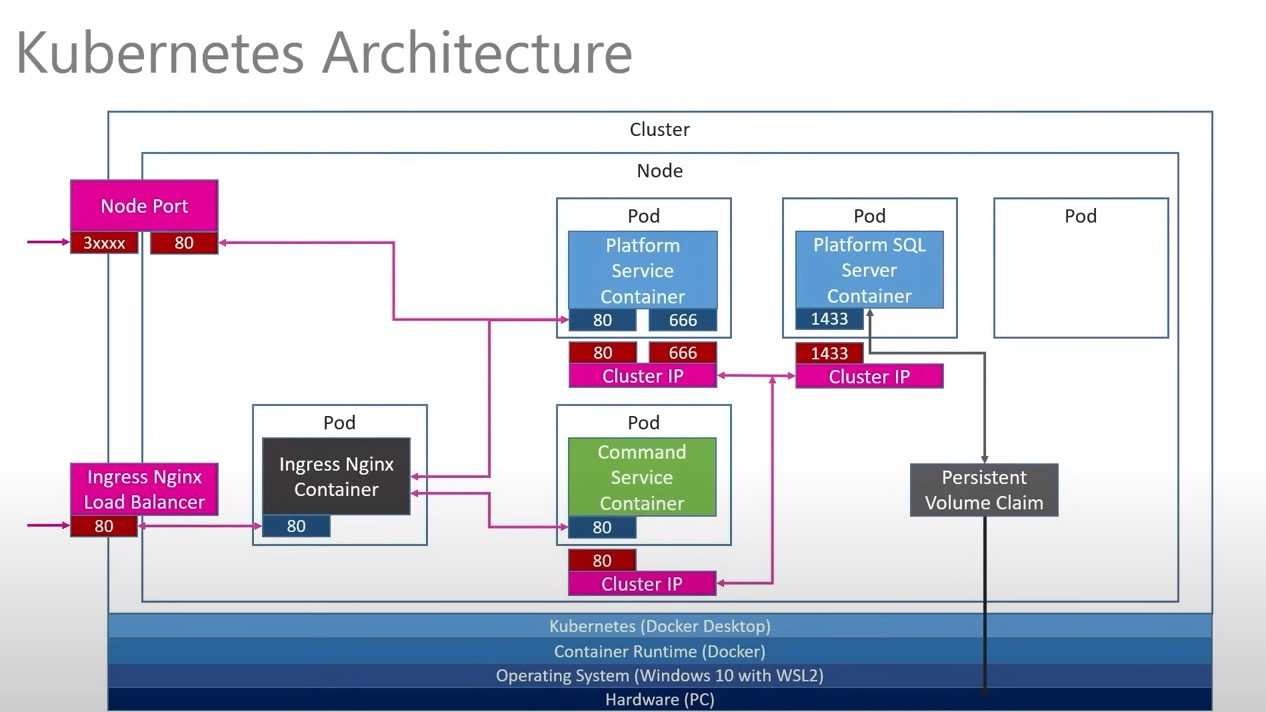 Kubernetes Architecture
Cluster
Node
Node Port
3xxxx
80
Pod
Platform
Service
Container
80
666
80
666
Cluster IP
Pod
Platform SQL
Server
Container
1433
1433
Cluster IP
Pod
Ingress Nginx
Load Balancer
80
Pod
Ingress Nginx
Container
80
Pod
Command
Service
Container
80
80
Cluster IP
Persistent
Volume Claim
Kubernetes (Docker Desktop)
Container Runtime (Docker)
Operating System (Windows 10 with WSL2)
Hardware (PC)